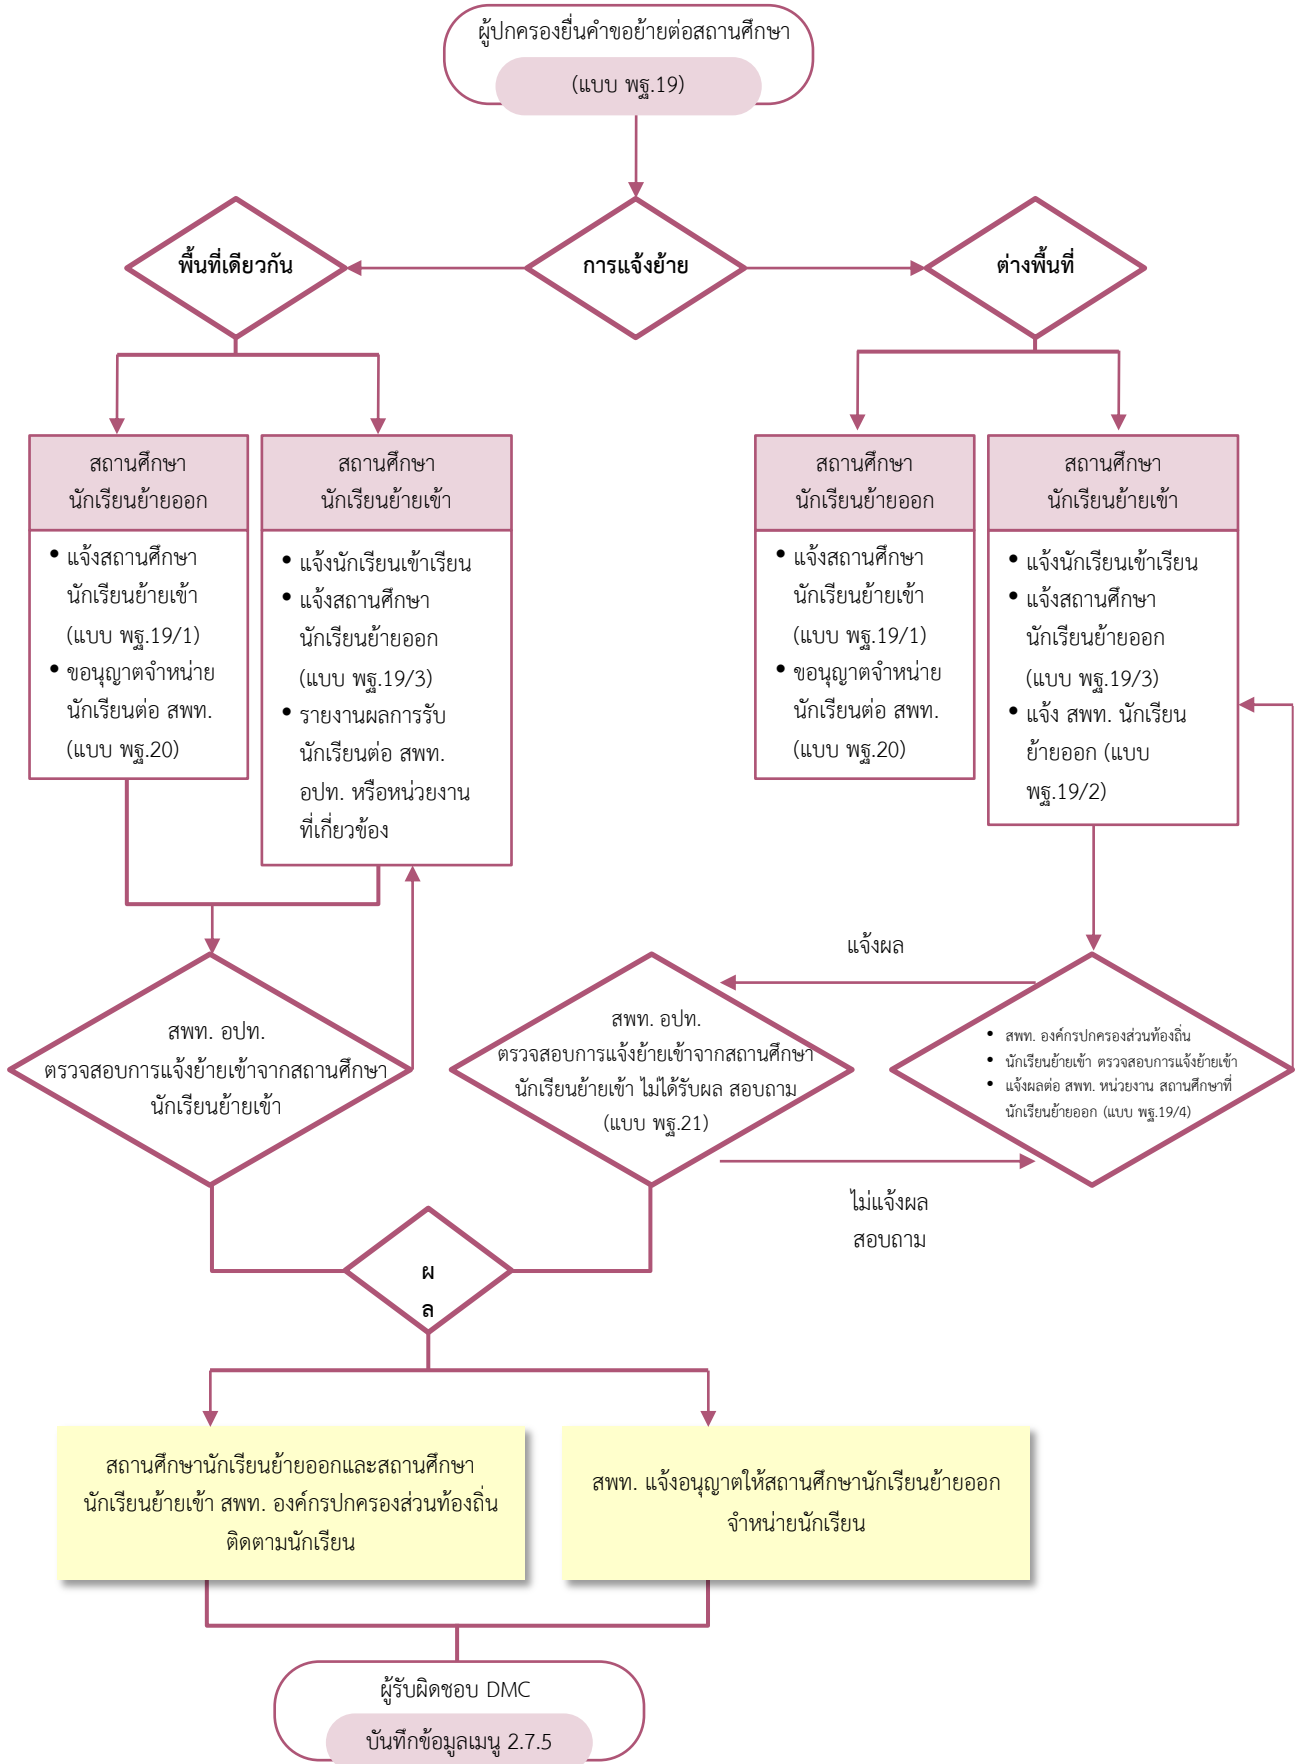 ผู้ปกครองยื่นคำขอย้ายต่อสถานศึกษา
(แบบ พฐ.19)
พื้นที่เดียวกัน
การแจ้งย้าย
ต่างพื้นที่
สถานศึกษา
นักเรียนย้ายออก
• แจ้งสถานศึกษา
นักเรียนย้ายเข้า
(แบบ พฐ.19/1)
• ขอนุญาตจำหน่าย
นักเรียนต่อ สพท.
(แบบ พฐ.20)
สถานศึกษา
นักเรียนย้ายเข้า
• แจ้งนักเรียนเข้าเรียน
• แจ้งสถานศึกษา
นักเรียนย้ายออก
(แบบ พฐ.19/3)
• รายงานผลการรับ
นักเรียนต่อ สพท.
อปท. หรือหน่วยงาน
ที่เกี่ยวข้อง
สถานศึกษา
นักเรียนย้ายออก
• แจ้งสถานศึกษา
นักเรียนย้ายเข้า
(แบบ พฐ.19/1)
• ขอนุญาตจำหน่าย
นักเรียนต่อ สพท.
(แบบ พฐ.20)
สถานศึกษา
นักเรียนย้ายเข้า
• แจ้งนักเรียนเข้าเรียน
• แจ้งสถานศึกษา
นักเรียนย้ายออก
(แบบ พฐ.19/3)
• แจ้ง สพท. นักเรียน
ย้ายออก (แบบ
พฐ.19/2)
สพท. อปท.
ตรวจสอบการแจ้งย้ายเข้าจากสถานศึกษา
นักเรียนย้ายเข้า
สพท. อปท.
ตรวจสอบการแจ้งย้ายเข้าจากสถานศึกษา
นักเรียนย้ายเข้า ไม่ได้รับผล สอบถาม
(แบบ พฐ.21)
แจ้งผล
• สพท. องค์กรปกครองส่วนท้องถิ่น
• นักเรียนย้ายเข้า ตรวจสอบการแจ้งย้ายเข้า
• แจ้งผลต่อ สพท. หน่วยงาน สถานศึกษาที่
นักเรียนย้ายออก (แบบ พฐ.19/4)
ไม่แจ้งผล
สอบถาม
ผ
ล
สถานศึกษานักเรียนย้ายออกและสถานศึกษา
นักเรียนย้ายเข้า สพท. องค์กรปกครองส่วนท้องถิ่น
ติดตามนักเรียน
สพท. แจ้งอนุญาตให้สถานศึกษานักเรียนย้ายออก
จำหน่ายนักเรียน
ผู้รับผิดชอบ DMC
บันทึกข้อมูลเมนู 2.7.5